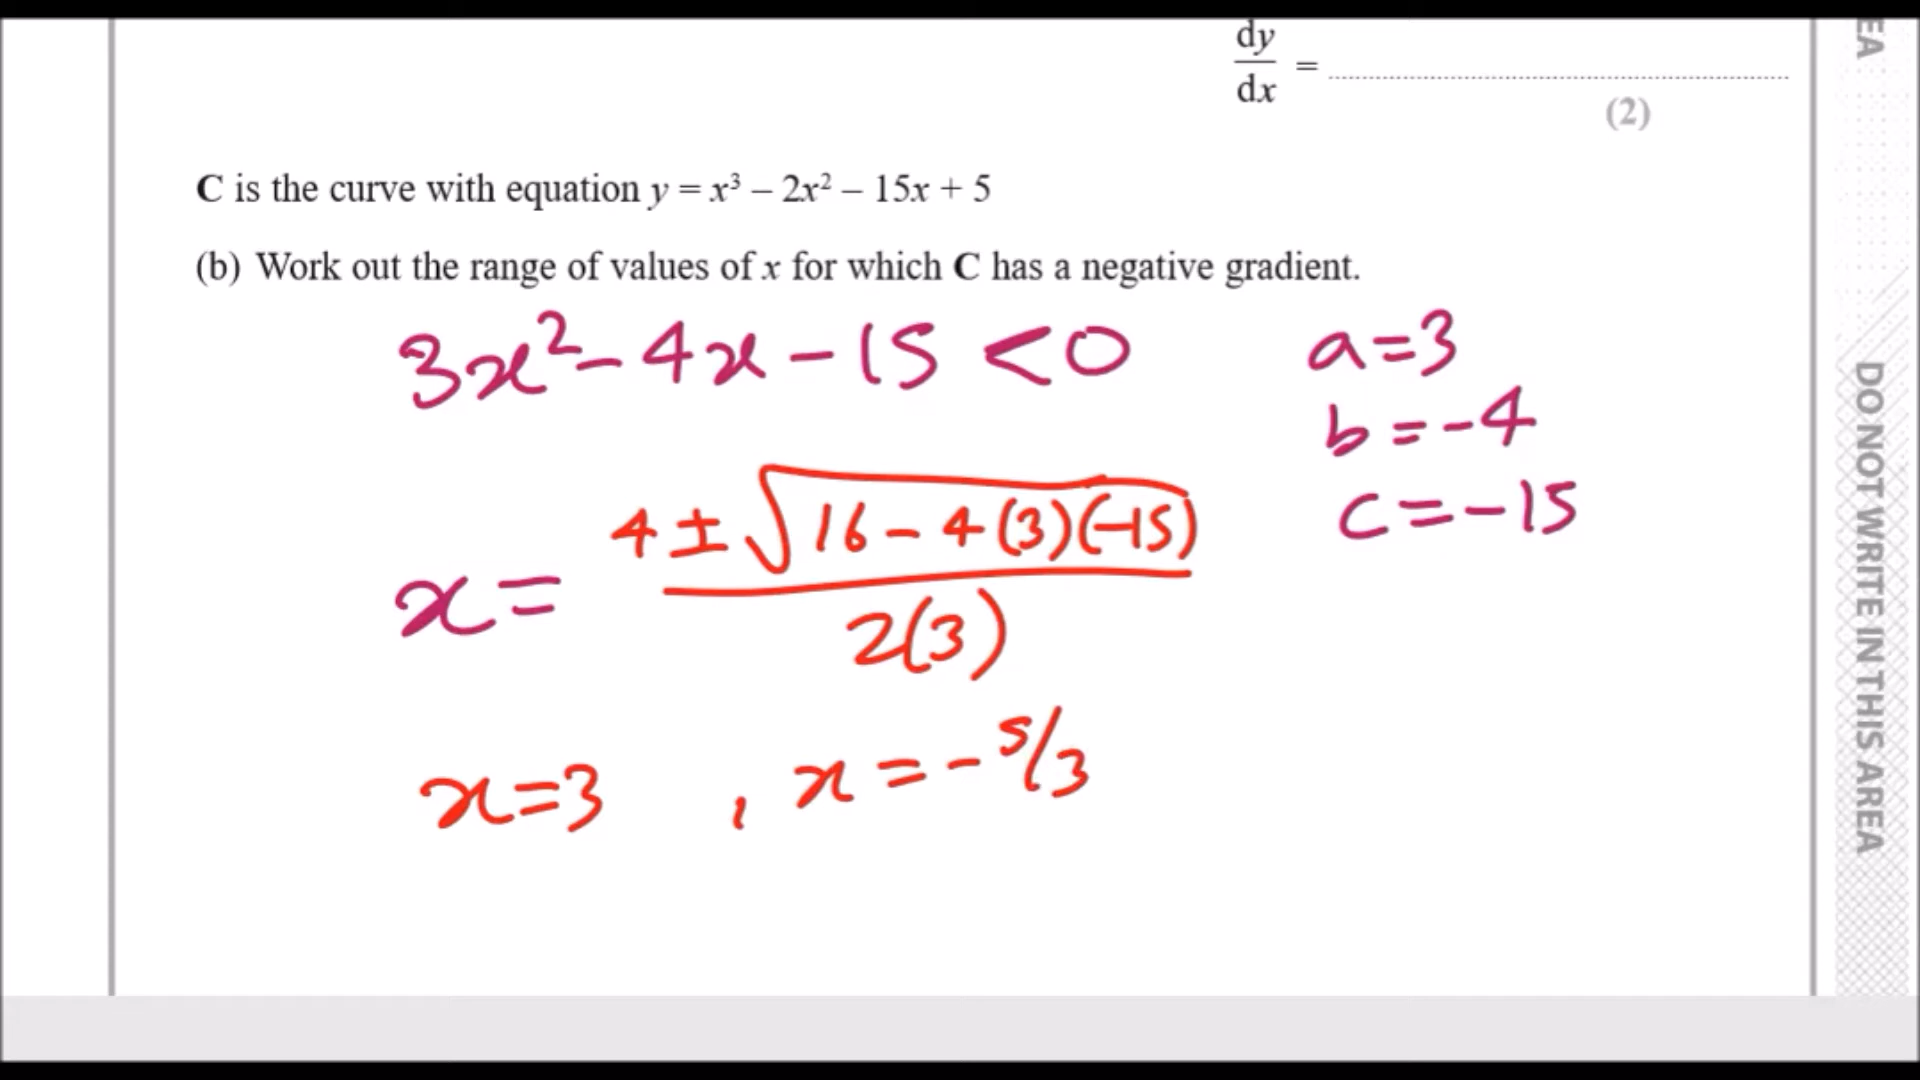 dy
dx = ........................................
(2)
C is the curve with equation y = x³ – 2x² – 15x + 5
(b) Work out the range of values of x for which C has a negative gradient.
3x² – 4x – 15 < 0
a = 3
b = -4
c = -15
x = 4 ± √16 – 4(3)(-15)
2(3)
x = 3 , x = - 5/3
EA
DO NOT WRITE IN THIS AREA